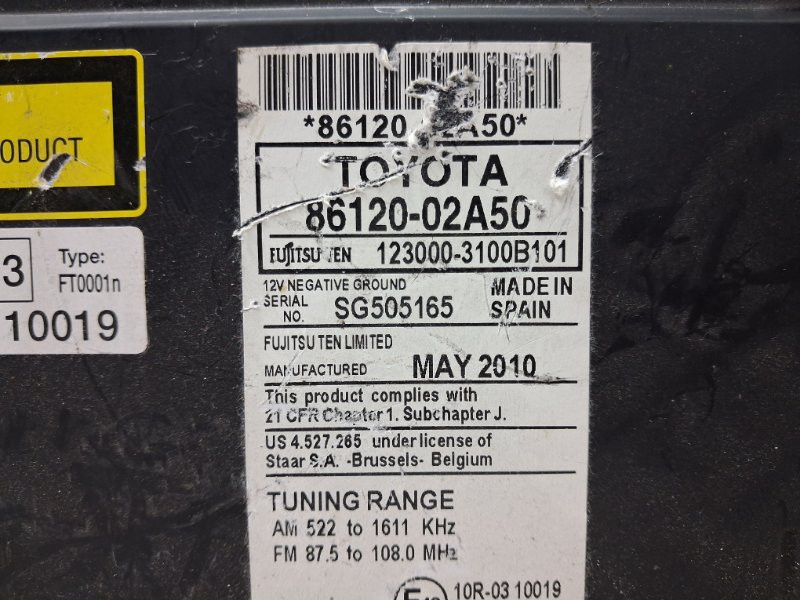 ODUCT
3
Type:
FT0001n
10019
*86120 2A50*
TOYOTA
86120-02A50
FUJITSU TEN 123000-3100B101
12V NEGATIVE GROUND
SERIAL NO. SG505165
MADE IN SPAIN
FUJITSU TEN LIMITED
MANUFACTURED MAY 2010
This product complies with
21 CFR Chapter 1. Subchapter J.
US 4.527.265 under license of
Staar S.A. -Brussels- Belgium
TUNING RANGE
AM 522 to 1611 KHz
FM 87.5 to 108.0 MHz
10R-03 10019